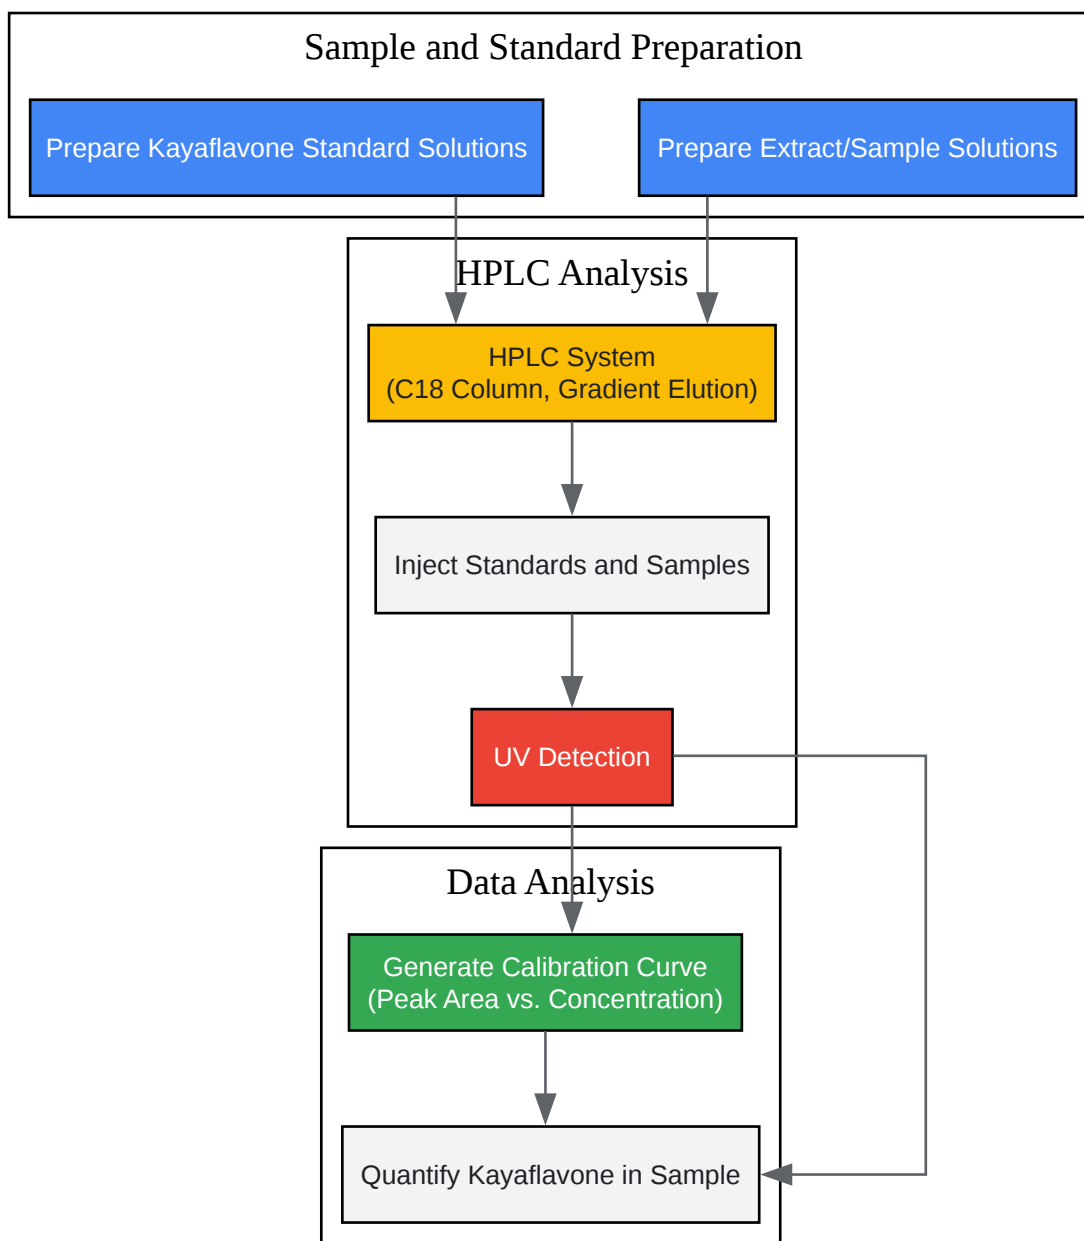 Sample and Standard Preparation
Prepare Kayaflavone Standard Solutions
Prepare Extract/Sample Solutions
HPLC Analysis
HPLC System
(C18 Column, Gradient Elution)
Inject Standards and Samples
UV Detection
Data Analysis
Generate Calibration Curve
(Peak Area vs. Concentration)
Quantify Kayaflavone in Sample